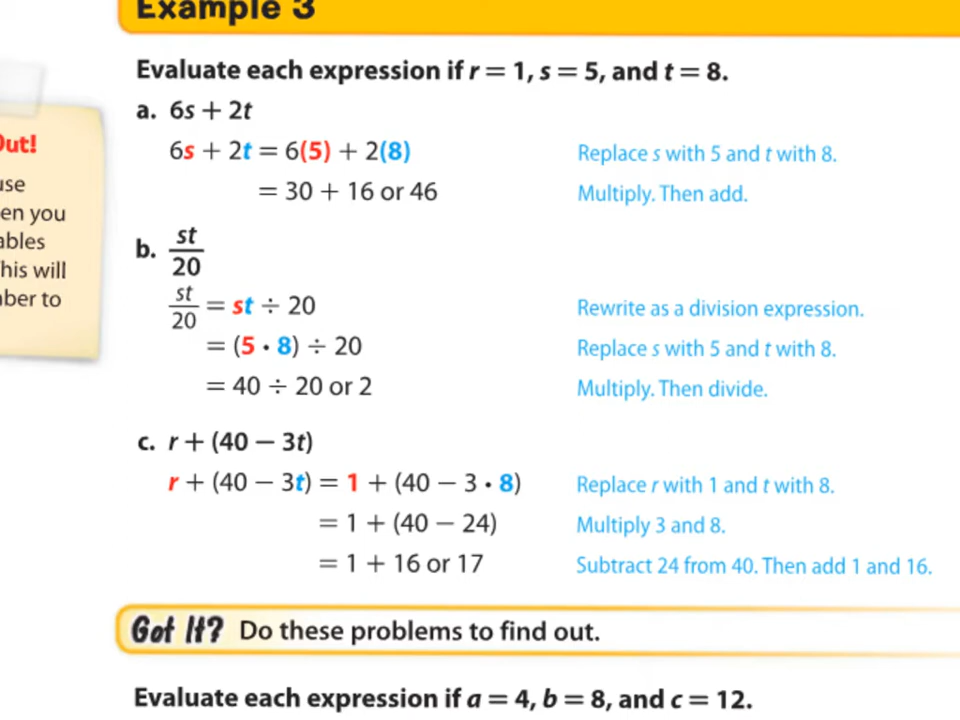 Example 3
Evaluate each expression if r = 1, s = 5, and t = 8.
a. 6s + 2t
6s + 2t = 6(5) + 2(8) Replace s with 5 and t with 8.
= 30 + 16 or 46 Multiply. Then add.
b. st/20
st/20 = st ÷ 20 Rewrite as a division expression.
= (5 • 8) ÷ 20 Replace s with 5 and t with 8.
= 40 ÷ 20 or 2 Multiply. Then divide.
c. r + (40 − 3t)
r + (40 − 3t) = 1 + (40 − 3 • 8) Replace r with 1 and t with 8.
= 1 + (40 − 24) Multiply 3 and 8.
= 1 + 16 or 17 Subtract 24 from 40. Then add 1 and 16.
Out!
use
en you
ables
This will
ber to
Got It? Do these problems to find out.
Evaluate each expression if a = 4, b = 8, and c = 12.